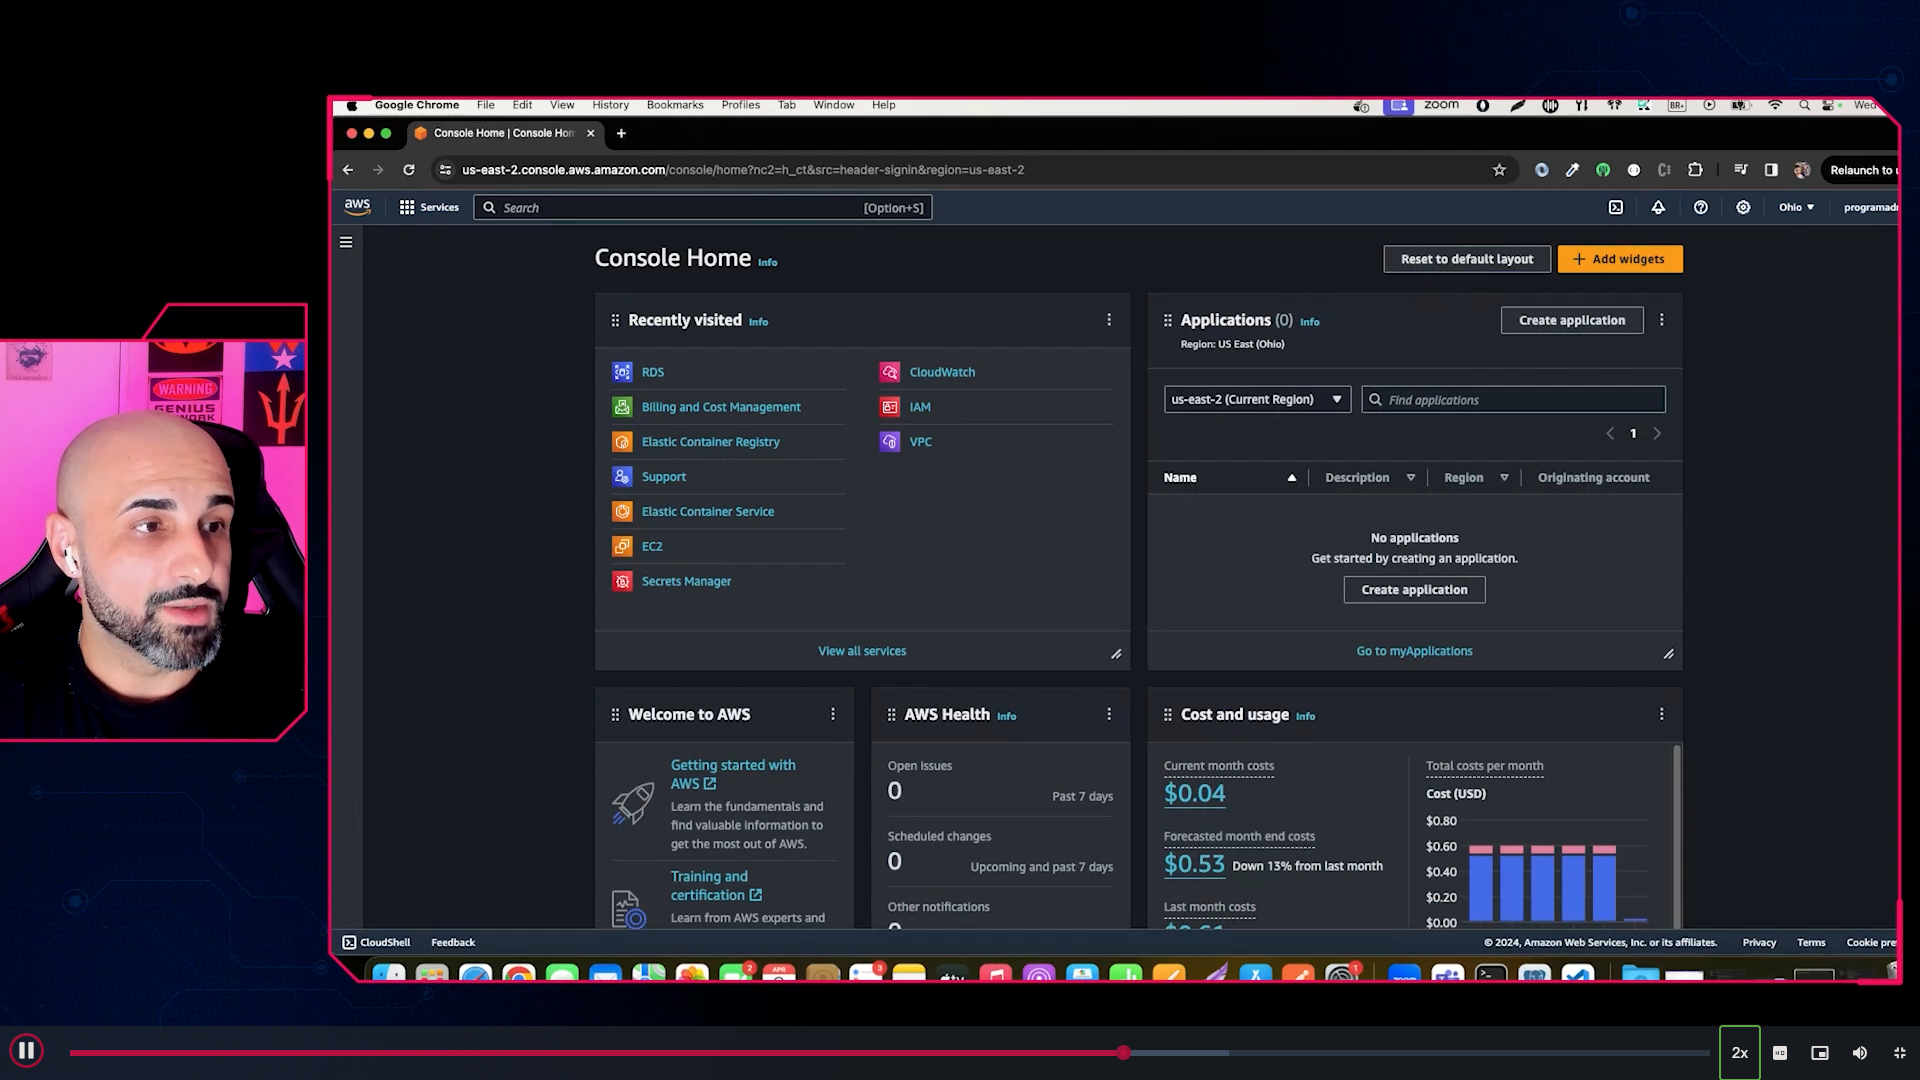 Google Chrome File Edit View History Bookmarks Profiles Tab Window Help zoom Wed
Console Home | Console Hom
us-east-2.console.aws.amazon.com/console/home?nc2=h_ct&src=header-signin&region=us-east-2
Relaunch to u
aws Services Search [Option+S] Ohio programadr
WARNING
GENIUS
WORK
Console Home Info
Reset to default layout
Add widgets
Recently visited Info
RDS
Billing and Cost Management
Elastic Container Registry
Support
Elastic Container Service
EC2
Secrets Manager
CloudWatch
IAM
VPC
View all services
Applications (0) Info
Region: US East (Ohio)
Create application
us-east-2 (Current Region)
Find applications
1
Name Description Region Originating account
No applications
Get started by creating an application.
Create application
Go to myApplications
Welcome to AWS
Getting started with
AWS
Learn the fundamentals and
find valuable information to
get the most out of AWS.
Training and
certification
Learn from AWS experts and
AWS Health Info
Open issues
0 Past 7 days
Scheduled changes
0 Upcoming and past 7 days
Other notifications
Cost and usage Info
Current month costs
$0.04
Forecasted month end costs
$0.53 Down 13% from last month
Last month costs
Total costs per month
Cost (USD)
$0.80
$0.60
$0.40
$0.20
$0.00
CloudShell Feedback
© 2024, Amazon Web Services, Inc. or its affiliates. Privacy Terms Cookie pre
2 APR 3 tv 1 zoom
2x